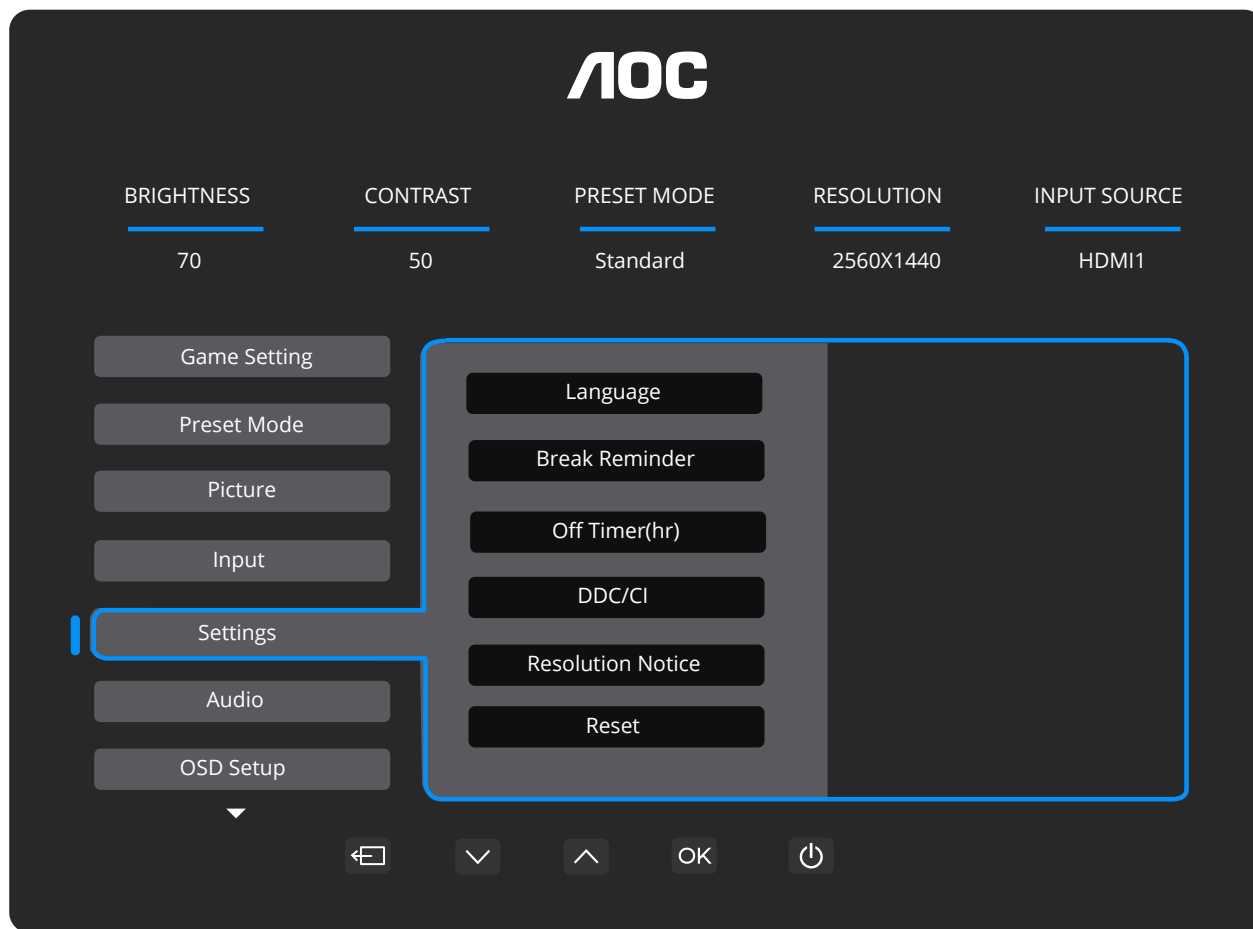 AOC
BRIGHTNESS CONTRAST PRESET MODE RESOLUTION INPUT SOURCE
70 50 Standard 2560X1440 HDMI1
Game Setting
Preset Mode
Picture
Input
Settings
Audio
OSD Setup
Language
Break Reminder
Off Timer(hr)
DDC/CI
Resolution Notice
Reset
OK